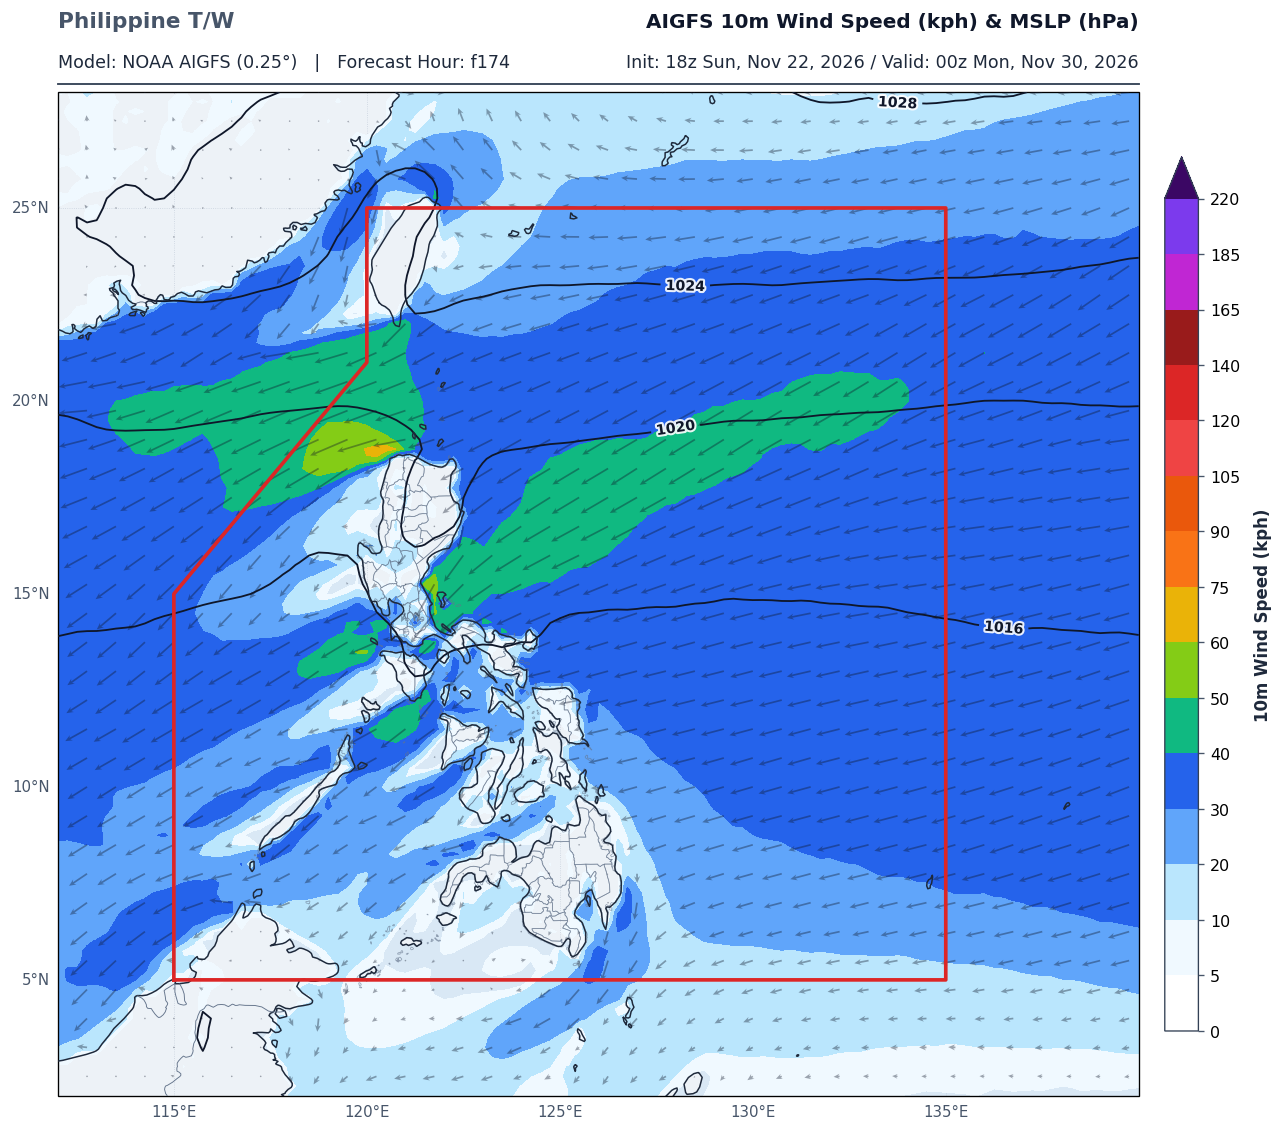 Philippine T/W
AIGFS 10m Wind Speed (kph) & MSLP (hPa)
Model: NOAA AIGFS (0.25°)   |   Forecast Hour: f174
Init: 18z Sun, Nov 22, 2026 / Valid: 00z Mon, Nov 30, 2026
1028
1024
1020
1016
25°N
20°N
15°N
10°N
5°N
115°E
120°E
125°E
130°E
135°E
220
185
165
140
120
105
90
75
60
50
40
30
20
10
5
0
10m Wind Speed (kph)